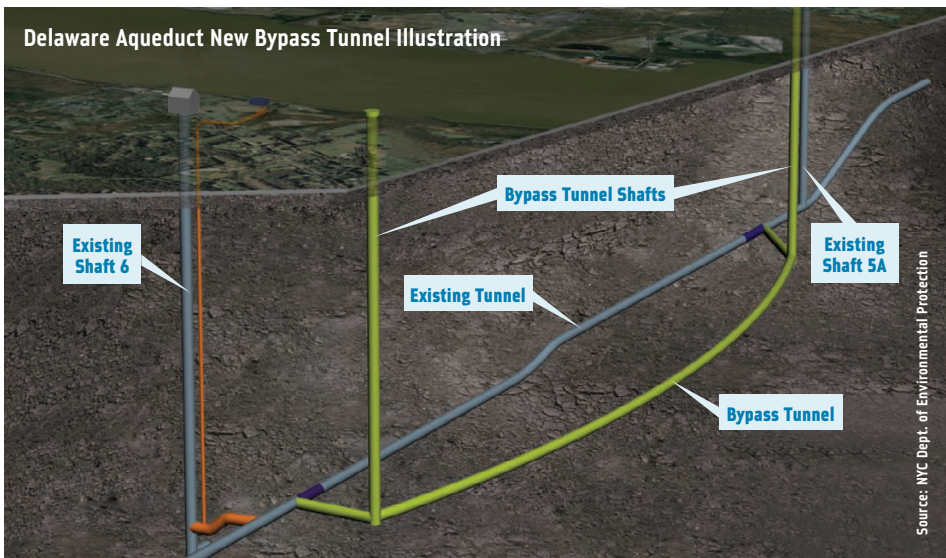 Delaware Aqueduct New Bypass Tunnel Illustration
Bypass Tunnel Shafts
Existing
Shaft 6
Existing
Shaft 5A
Existing Tunnel
Bypass Tunnel
Source: NYC Dept. of Environmental Protection